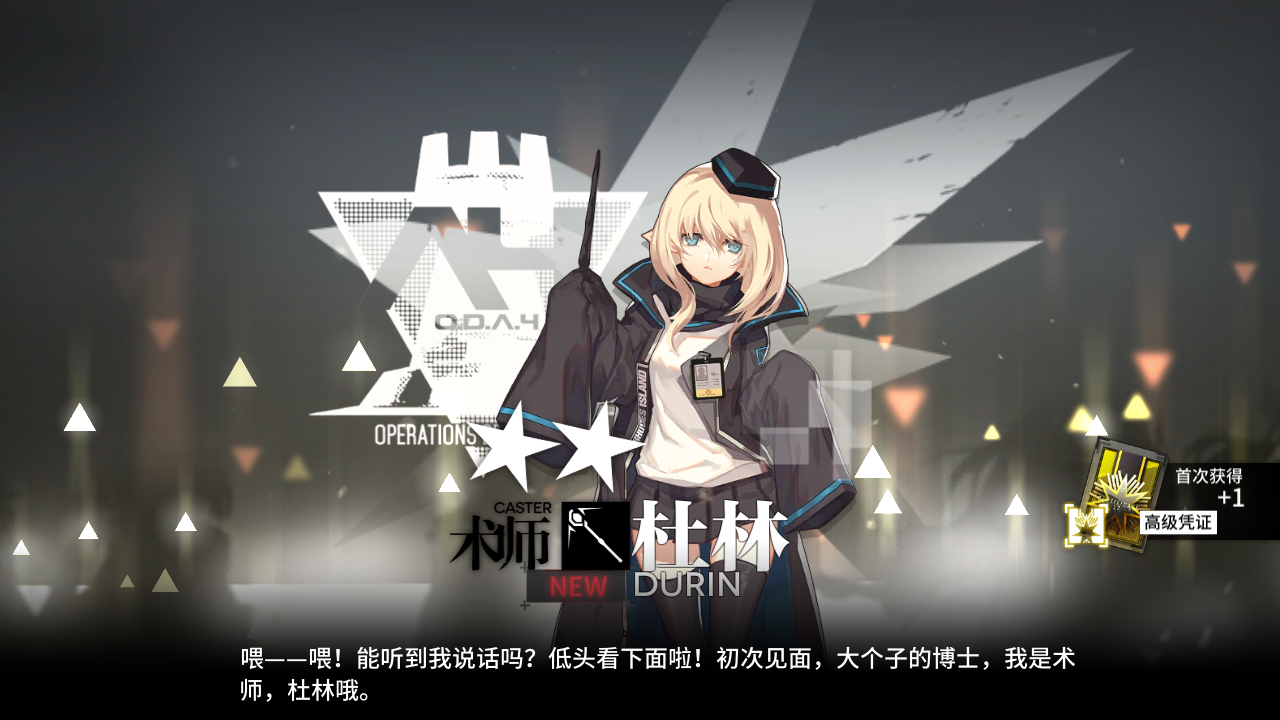 O.D.A.4
OPERATIONS
RHODES ISLAND
首次获得
+1
高级凭证
CASTER
术师
杜林
NEW
DURIN
喂——喂！能听到我说话吗？低头看下面啦！初次见面，大个子的博士，我是术
师，杜林哦。